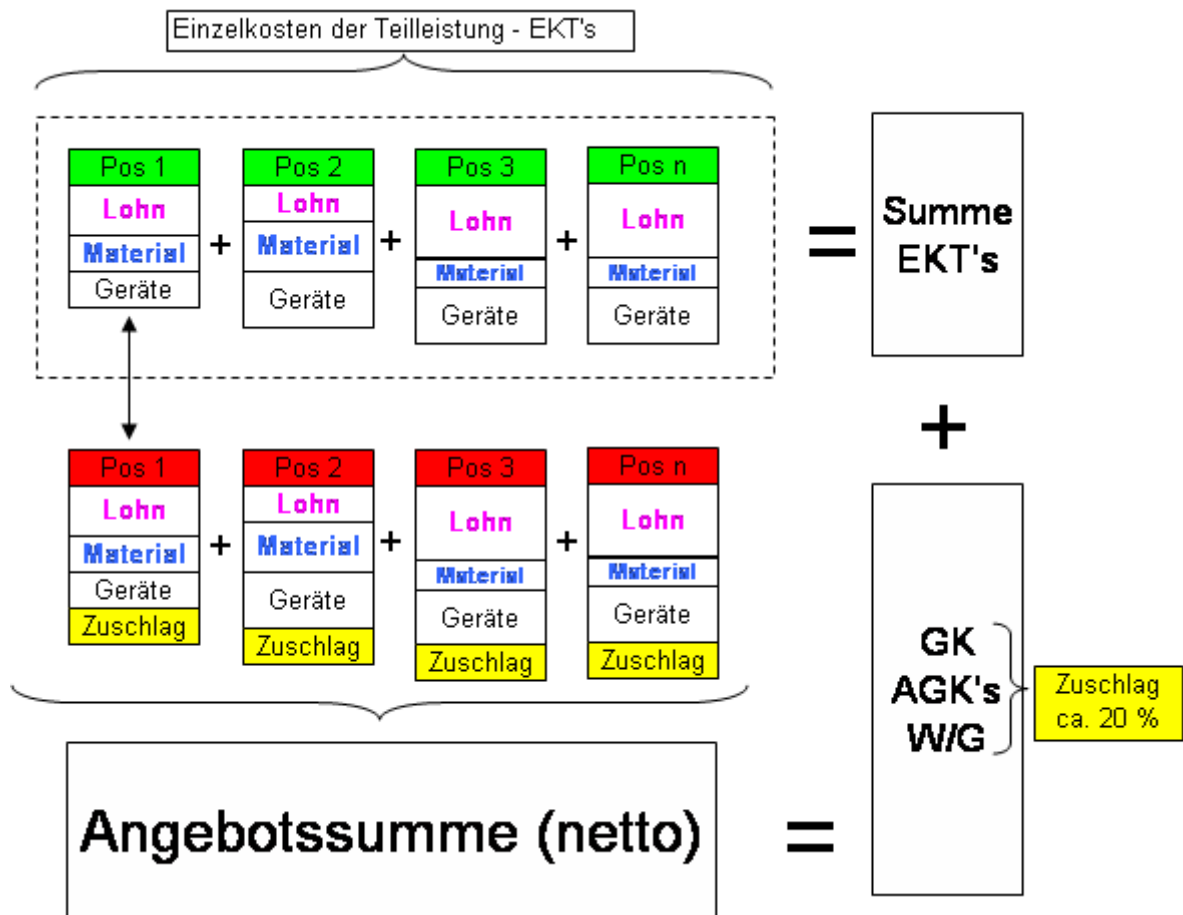 Einzelkosten der Teilleistung - EKT's
Pos 1
Lohn
Material
Geräte
+
Pos 2
Lohn
Material
Geräte
+
Pos 3
Lohn
Material
Geräte
+
Pos n
Lohn
Material
Geräte
=
Summe
EKT's
+
Pos 1
Lohn
Material
Geräte
Zuschlag
+
Pos 2
Lohn
Material
Geräte
Zuschlag
+
Pos 3
Lohn
Material
Geräte
Zuschlag
+
Pos n
Lohn
Material
Geräte
Zuschlag
GK
AGK's
W/G
Zuschlag
ca. 20 %
Angebotssumme (netto)
=